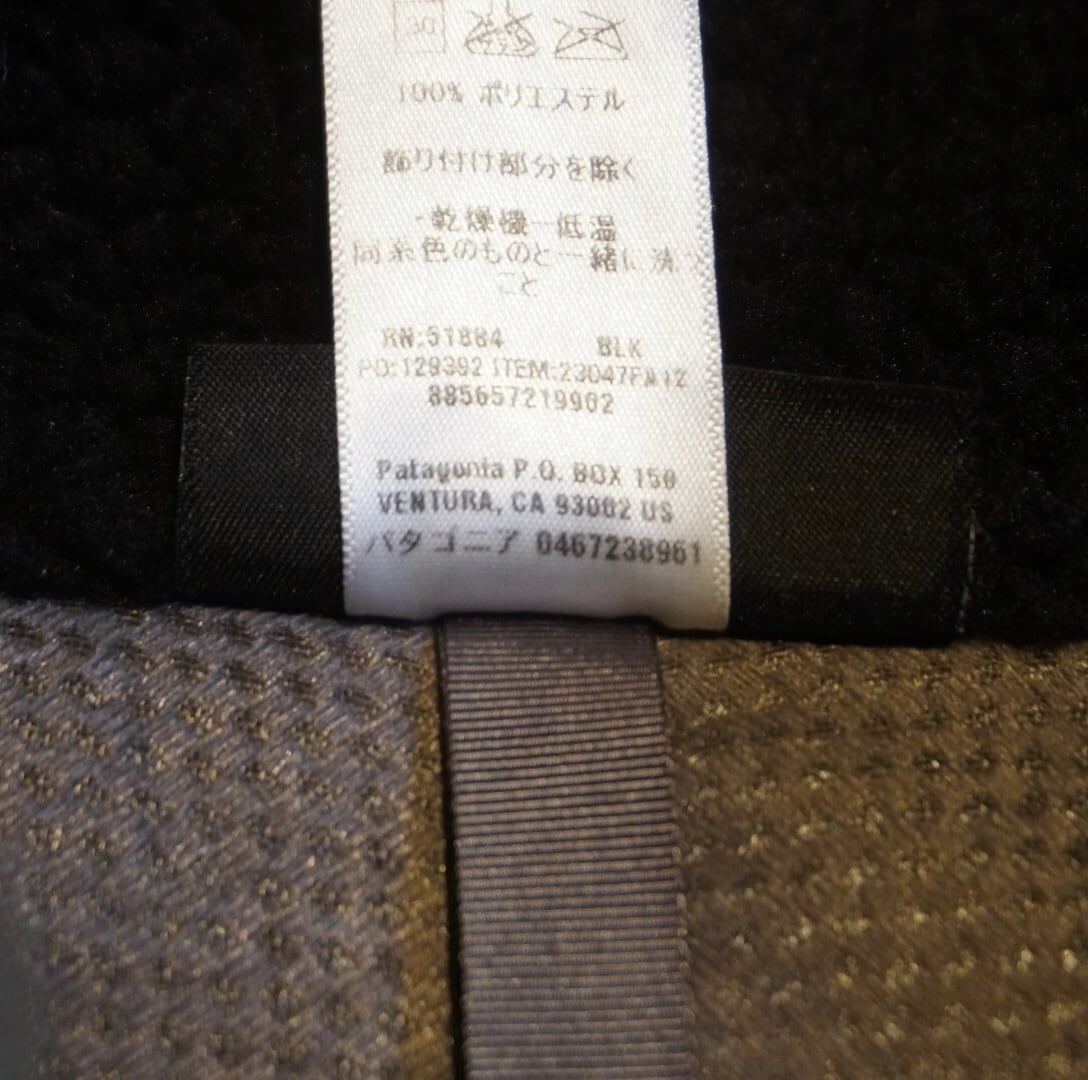 30
100% ポリエステル
飾り付け部分を除く
・乾燥機ー低温
同系色のものと一緒に洗う
こと
RN:51884 BLK
PO:129392 ITEM:23047FA12
885657219902
Patagonia P.O. BOX 150
VENTURA, CA 93002 US
パタゴニア 0467238961